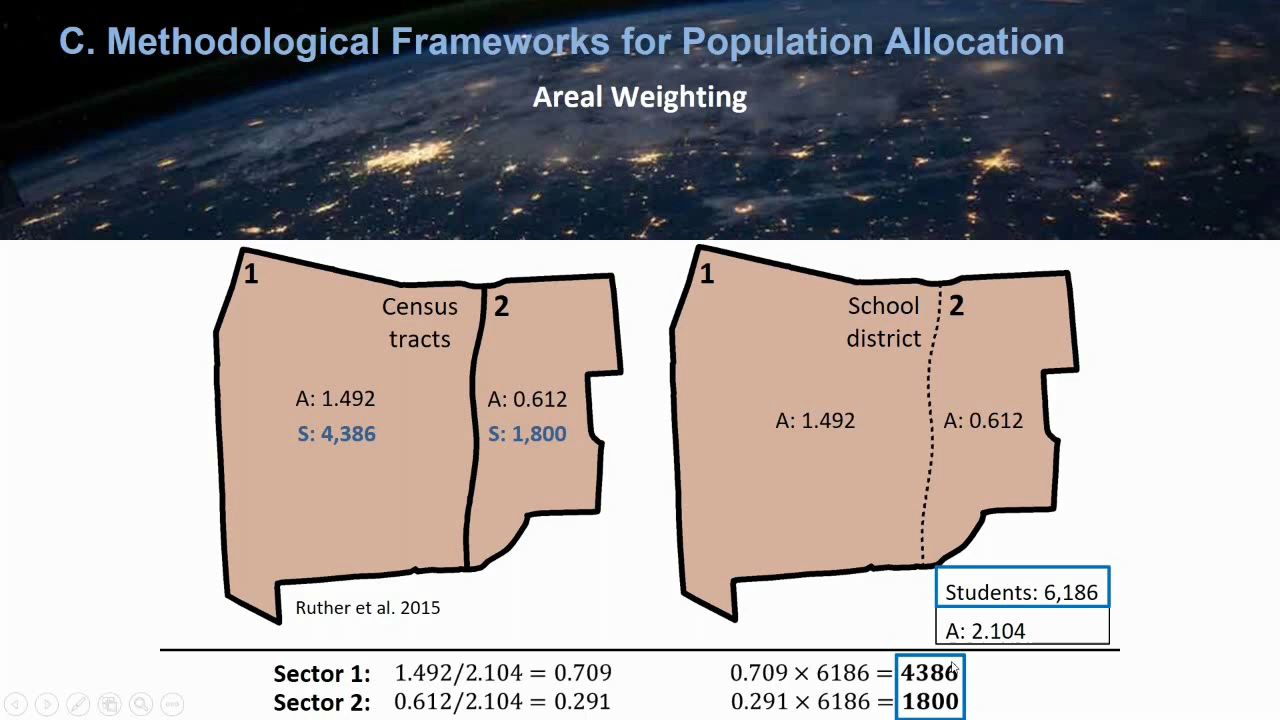 C. Methodological Frameworks for Population Allocation
Areal Weighting
1
Census
tracts
2
A: 1.492
S: 4,386
A: 0.612
S: 1,800
Ruther et al. 2015
1
School
district
2
A: 1.492
A: 0.612
Students: 6,186
A: 2.104
Sector 1: 1.492/2.104 = 0.709 0.709 × 6186 = 4386
Sector 2: 0.612/2.104 = 0.291 0.291 × 6186 = 1800